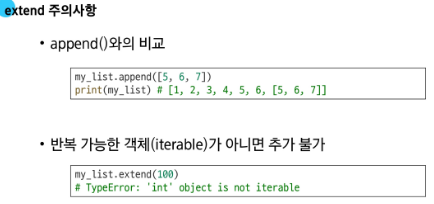 extend 주의사항
• append()와의 비교
my_list.append([5, 6, 7])
print(my_list) # [1, 2, 3, 4, 5, 6, [5, 6, 7]]
• 반복 가능한 객체(iterable)가 아니면 추가 불가
my_list.extend(100)
# TypeError: 'int' object is not iterable